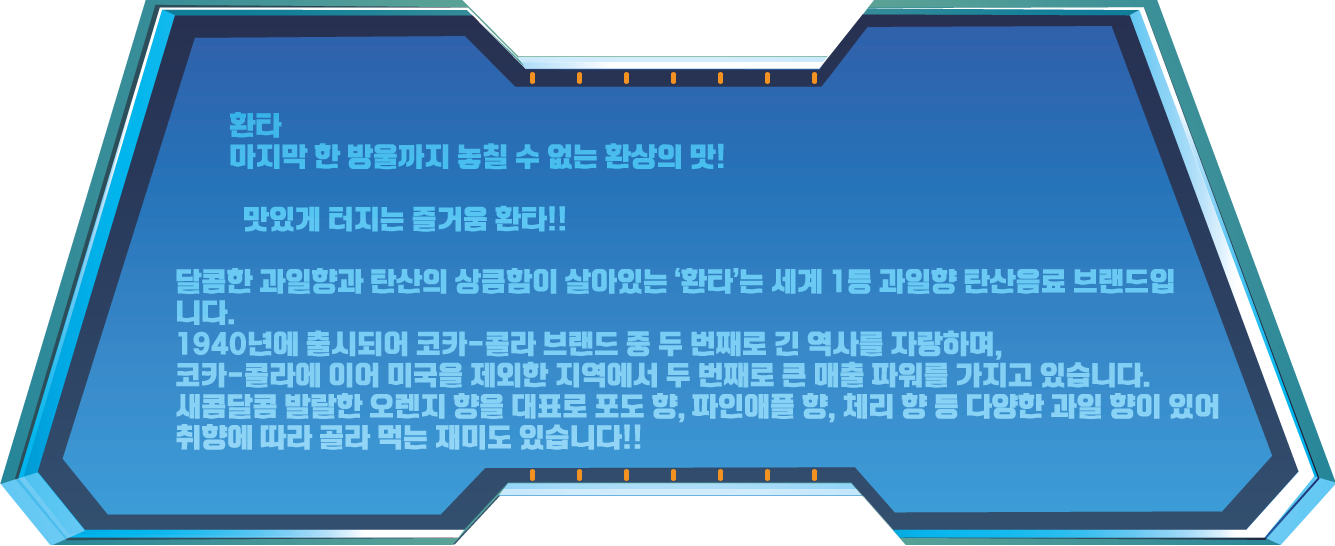 환타
마지막 한 방울까지 놓칠 수 없는 환상의 맛!
맛있게 터지는 즐거움 환타!!
달콤한 과일향과 탄산의 상큼함이 살아있는 ‘환타’는 세계 1등 과일향 탄산음료 브랜드입
니다.
1940년에 출시되어 코카-콜라 브랜드 중 두 번째로 긴 역사를 자랑하며,
코카-콜라에 이어 미국을 제외한 지역에서 두 번째로 큰 매출 파워를 가지고 있습니다.
새콤달콤 발랄한 오렌지 향을 대표로 포도 향, 파인애플 향, 체리 향 등 다양한 과일 향이 있어
취향에 따라 골라 먹는 재미도 있습니다!!